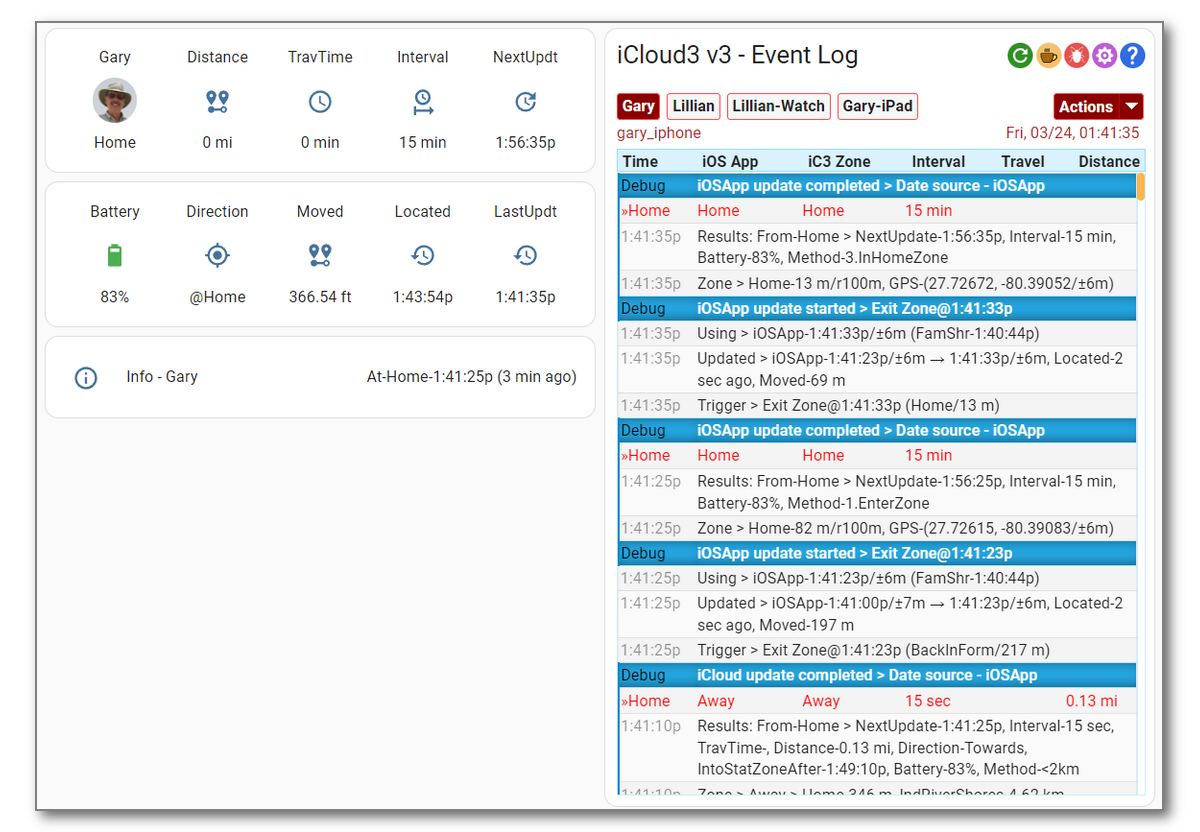 Gary Distance TravTime Interval NextUpdt
Home 0 mi 0 min 15 min 1:56:35p
Battery Direction Moved Located LastUpdt
83% @Home 366.54 ft 1:43:54p 1:41:35p
Info - Gary At-Home-1:41:25p (3 min ago)
iCloud3 v3 - Event Log
Gary Lillian Lillian-Watch Gary-iPad Actions
gary_iphone Fri, 03/24, 01:41:35
Time iOS App iC3 Zone Interval Travel Distance
Debug iOSApp update completed > Date source - iOSApp
»Home Home Home 15 min
1:41:35p Results: From-Home > NextUpdate-1:56:35p, Interval-15 min,
Battery-83%, Method-3.InHomeZone
1:41:35p Zone > Home-13 m/r100m, GPS-(27.72672, -80.39052/±6m)
Debug iOSApp update started > Exit Zone@1:41:33p
1:41:35p Using > iOSApp-1:41:33p/±6m (FamShr-1:40:44p)
1:41:35p Updated > iOSApp-1:41:23p/±6m → 1:41:33p/±6m, Located-2
sec ago, Moved-69 m
1:41:35p Trigger > Exit Zone@1:41:33p (Home/13 m)
Debug iOSApp update completed > Date source - iOSApp
»Home Home Home 15 min
1:41:25p Results: From-Home > NextUpdate-1:56:25p, Interval-15 min,
Battery-83%, Method-1.EnterZone
1:41:25p Zone > Home-82 m/r100m, GPS-(27.72615, -80.39083/±6m)
Debug iOSApp update started > Exit Zone@1:41:23p
1:41:25p Using > iOSApp-1:41:23p/±6m (FamShr-1:40:44p)
1:41:25p Updated > iOSApp-1:41:00p/±7m → 1:41:23p/±6m, Located-2
sec ago, Moved-197 m
1:41:25p Trigger > Exit Zone@1:41:23p (BackInForm/217 m)
Debug iCloud update completed > Date source - iOSApp
»Home Away Away 15 sec 0.13 mi
1:41:10p Results: From-Home > NextUpdate-1:41:25p, Interval-15 sec,
TravTime-, Distance-0.13 mi, Direction-Towards,
IntoStatZoneAfter-1:49:10p, Battery-83%, Method-<2km
1:41:10p Zone > Away > Home-346 m, IndRiverShores-4.62 km,